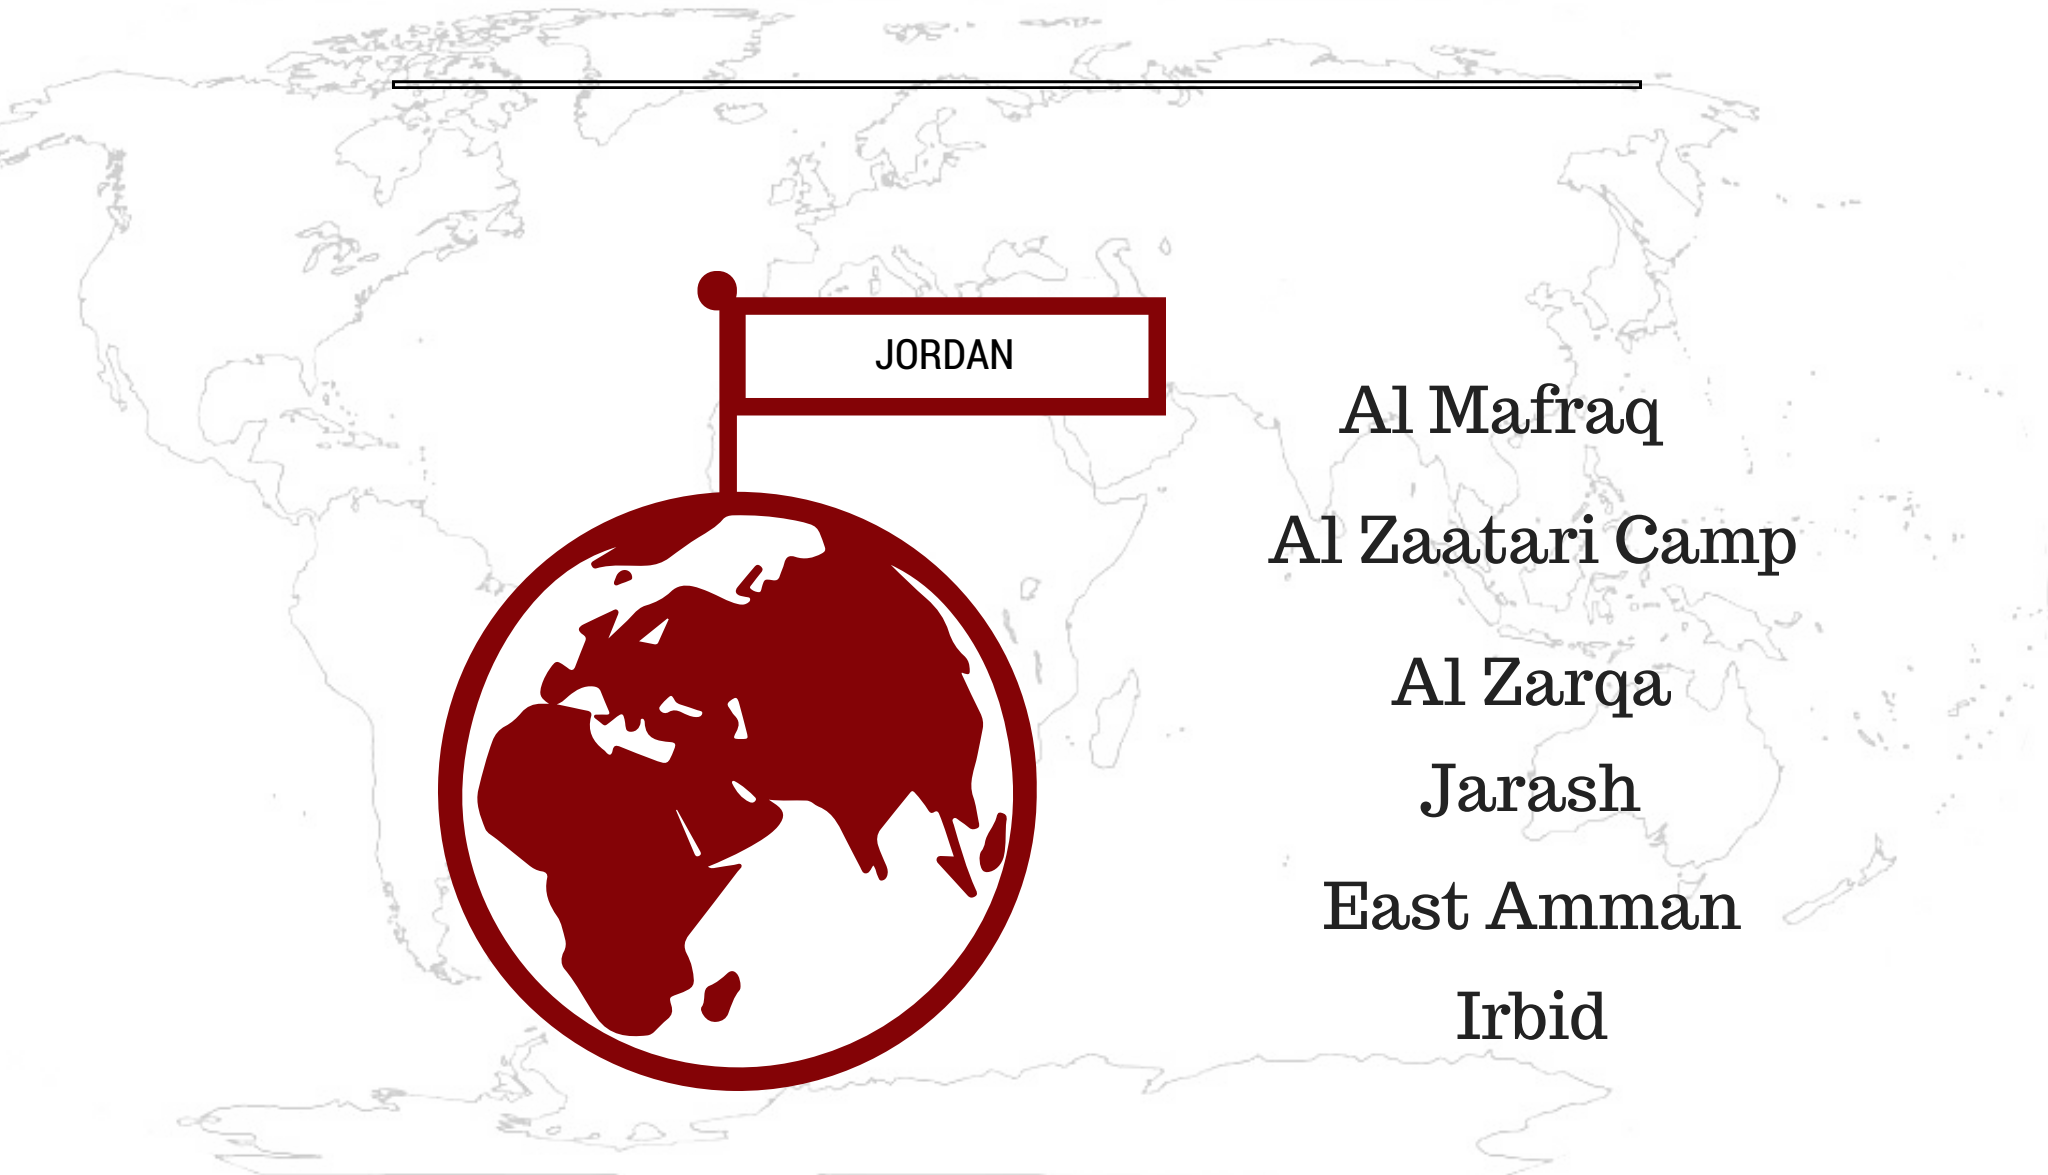 JORDAN
Al Mafraq
Al Zaatari Camp
Al Zarqa
Jarash
East Amman
Irbid